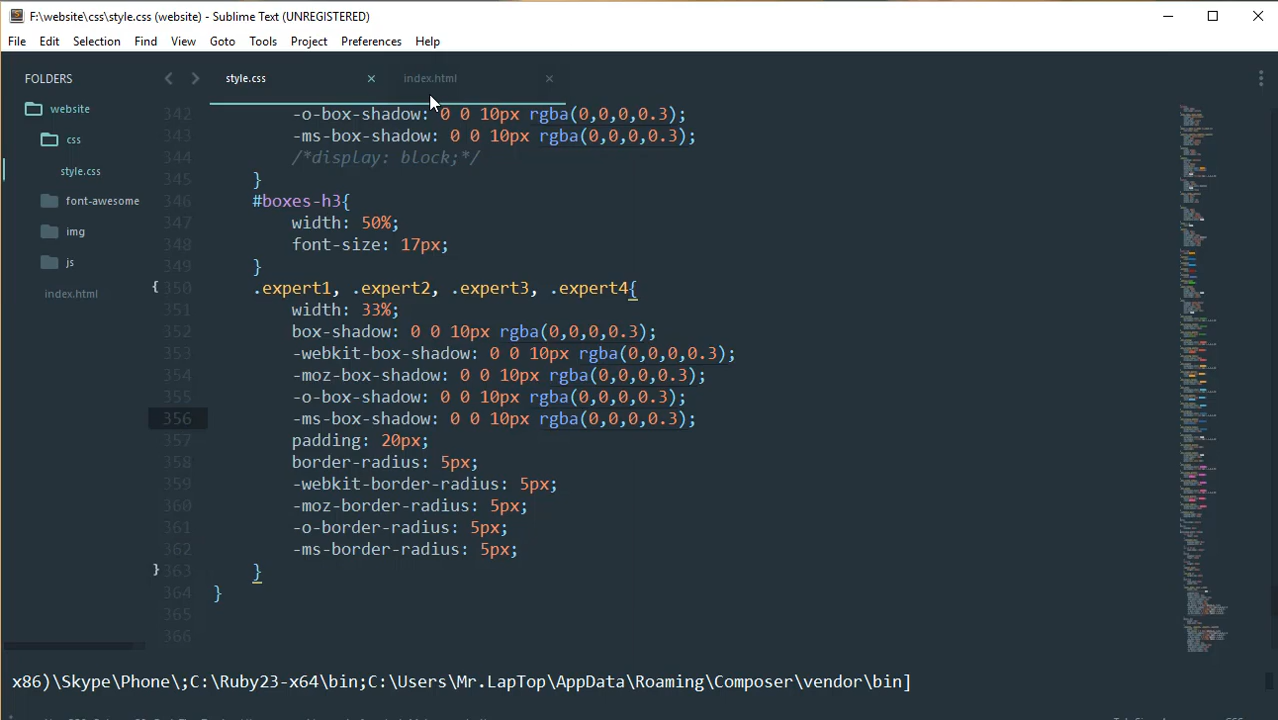 F:\website\css\style.css (website) - Sublime Text (UNREGISTERED)
File Edit Selection Find View Goto Tools Project Preferences Help
FOLDERS
website
css
style.css
font-awesome
img
js
index.html
style.css index.html
342 -o-box-shadow: 0 0 10px rgba(0,0,0,0.3);
343 -ms-box-shadow: 0 0 10px rgba(0,0,0,0.3);
344 /*display: block;*/
345 }
346 #boxes-h3{
347 width: 50%;
348 font-size: 17px;
349 }
350 .expert1, .expert2, .expert3, .expert4{
351 width: 33%;
352 box-shadow: 0 0 10px rgba(0,0,0,0.3);
353 -webkit-box-shadow: 0 0 10px rgba(0,0,0,0.3);
354 -moz-box-shadow: 0 0 10px rgba(0,0,0,0.3);
355 -o-box-shadow: 0 0 10px rgba(0,0,0,0.3);
356 -ms-box-shadow: 0 0 10px rgba(0,0,0,0.3);
357 padding: 20px;
358 border-radius: 5px;
359 -webkit-border-radius: 5px;
360 -moz-border-radius: 5px;
361 -o-border-radius: 5px;
362 -ms-border-radius: 5px;
363 }
364 }
365
366
x86)\Skype\Phone\;C:\Ruby23-x64\bin;C:\Users\Mr.LapTop\AppData\Roaming\Composer\vendor\bin]